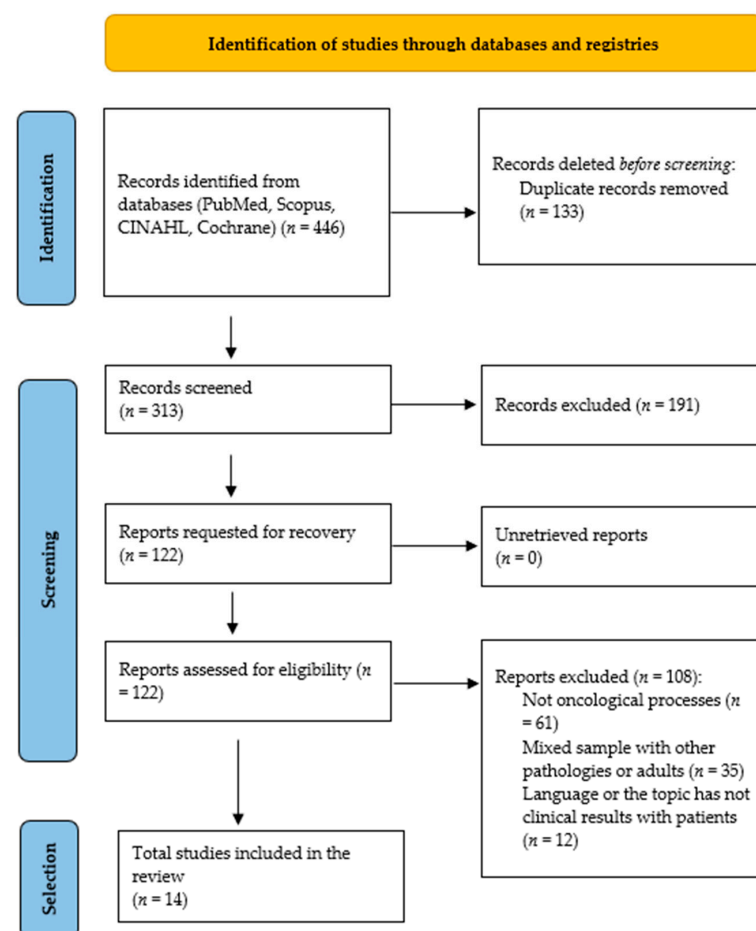 Identification of studies through databases and registries
Identification
Records identified from
databases (PubMed, Scopus,
CINAHL, Cochrane) (n = 446)
Records deleted before screening:
Duplicate records removed
(n = 133)
Screening
Records screened
(n = 313)
Records excluded (n = 191)
Reports requested for recovery
(n = 122)
Unretrieved reports
(n = 0)
Reports assessed for eligibility (n
= 122)
Reports excluded (n = 108):
Not oncological processes (n
= 61)
Mixed sample with other
pathologies or adults (n = 35)
Language or the topic has not
clinical results with patients
(n = 12)
Selection
Total studies included in the
review
(n = 14)